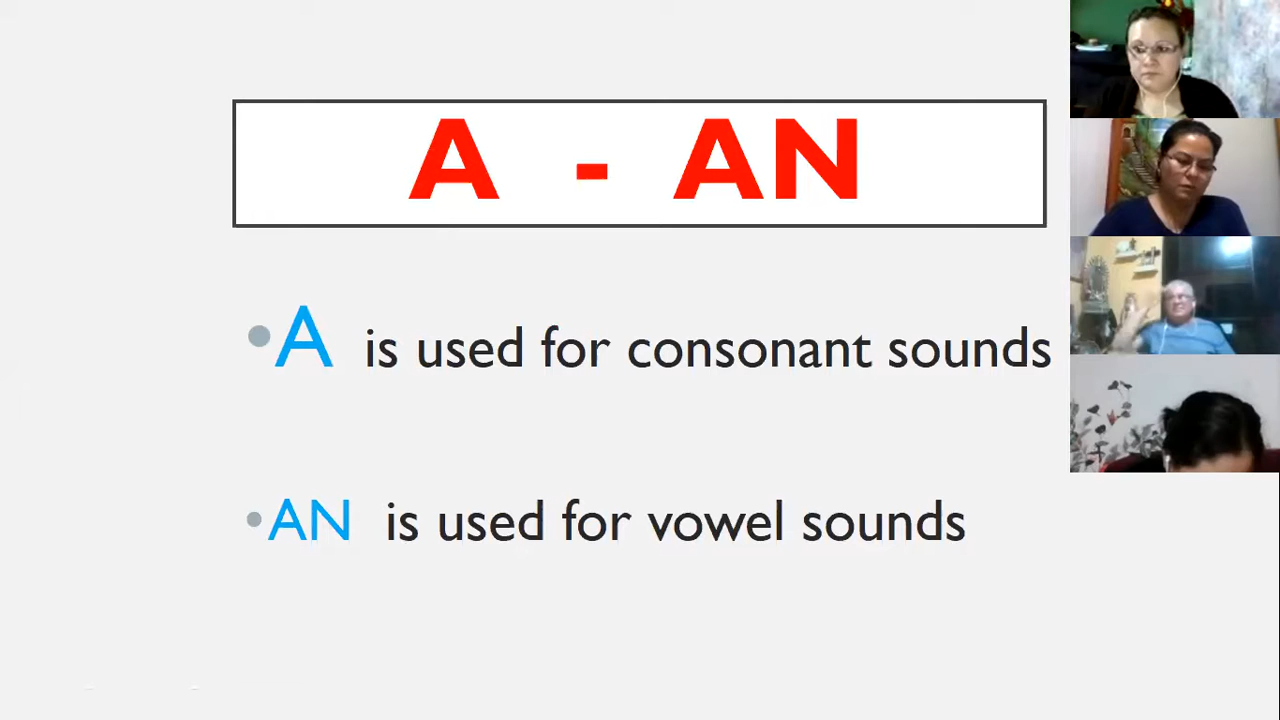 A - AN
•A is used for consonant sounds
•AN is used for vowel sounds